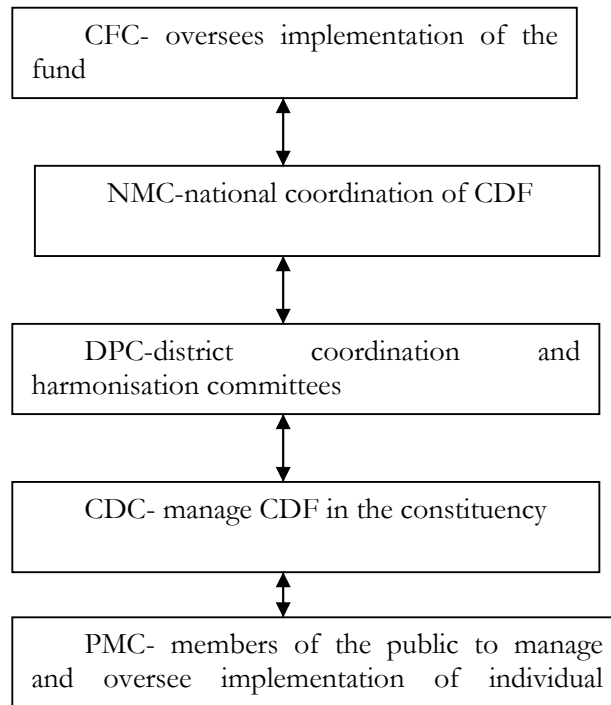 CFC- oversees implementation of the
fund
NMC-national coordination of CDF
DPC-district coordination and
harmonisation committees
CDC- manage CDF in the constituency
PMC- members of the public to manage
and oversee implementation of individual